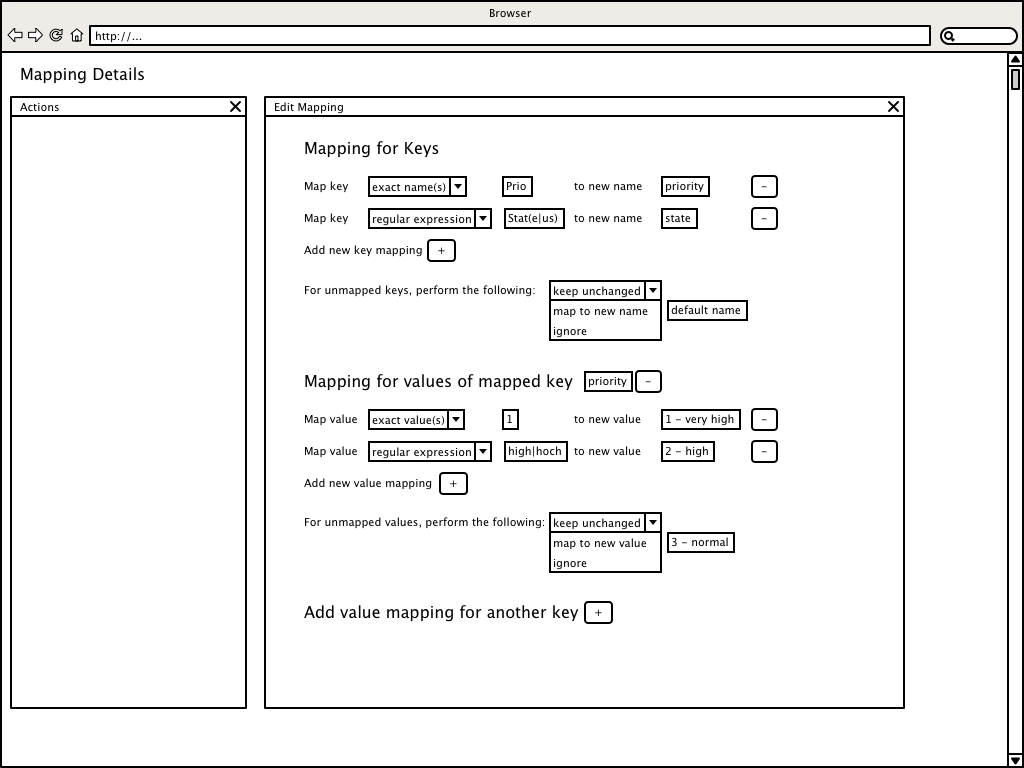 Browser
http://...
Mapping Details
Actions
Edit Mapping
Mapping for Keys
Map key exact name(s) Prio to new name priority -
Map key regular expression Stat(e|us) to new name state -
Add new key mapping +
For unmapped keys, perform the following: keep unchanged
map to new name default name
ignore
Mapping for values of mapped key priority -
Map value exact value(s) 1 to new value 1 - very high -
Map value regular expression high|hoch to new value 2 - high -
Add new value mapping +
For unmapped values, perform the following: keep unchanged
map to new value 3 - normal
ignore
Add value mapping for another key +